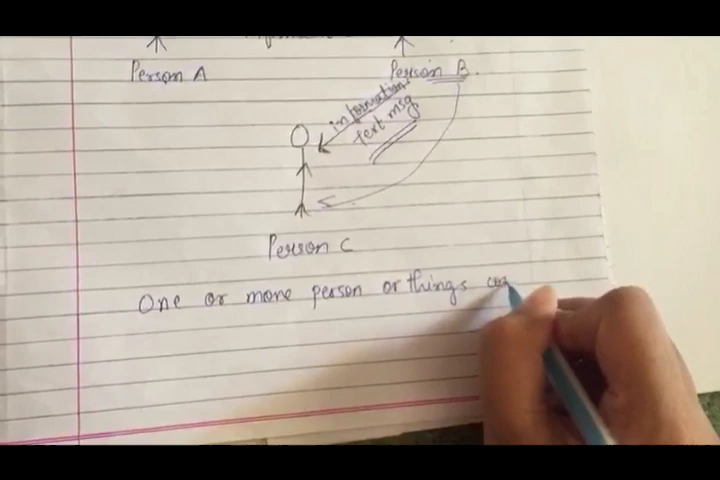 Person A
Person B.
information
text msg
Person C
One or more person or things